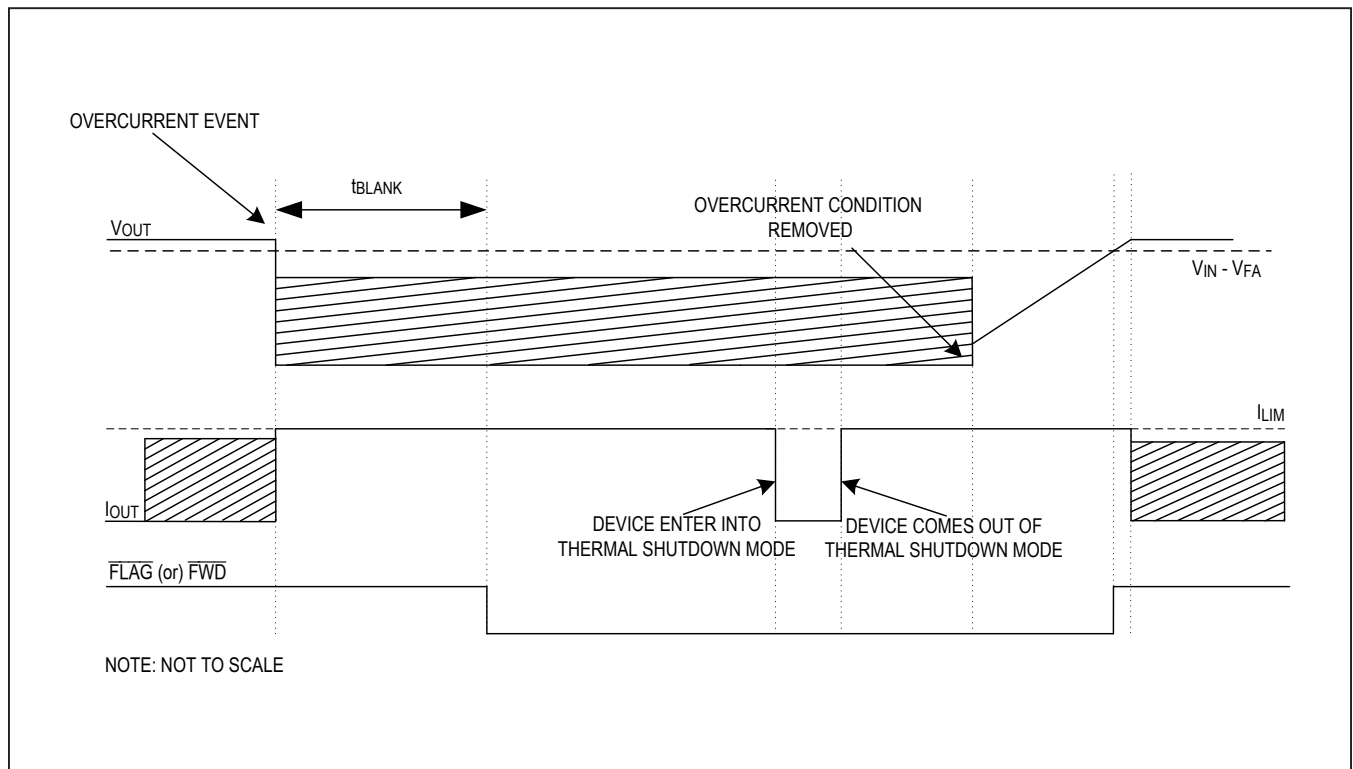 OVERCURRENT EVENT
tBLANK
OVERCURRENT CONDITION
REMOVED
VOUT
VIN - VFA
ILIM
IOUT
DEVICE ENTER INTO
THERMAL SHUTDOWN MODE
DEVICE COMES OUT OF
THERMAL SHUTDOWN MODE
FLAG (or) FWD
NOTE: NOT TO SCALE